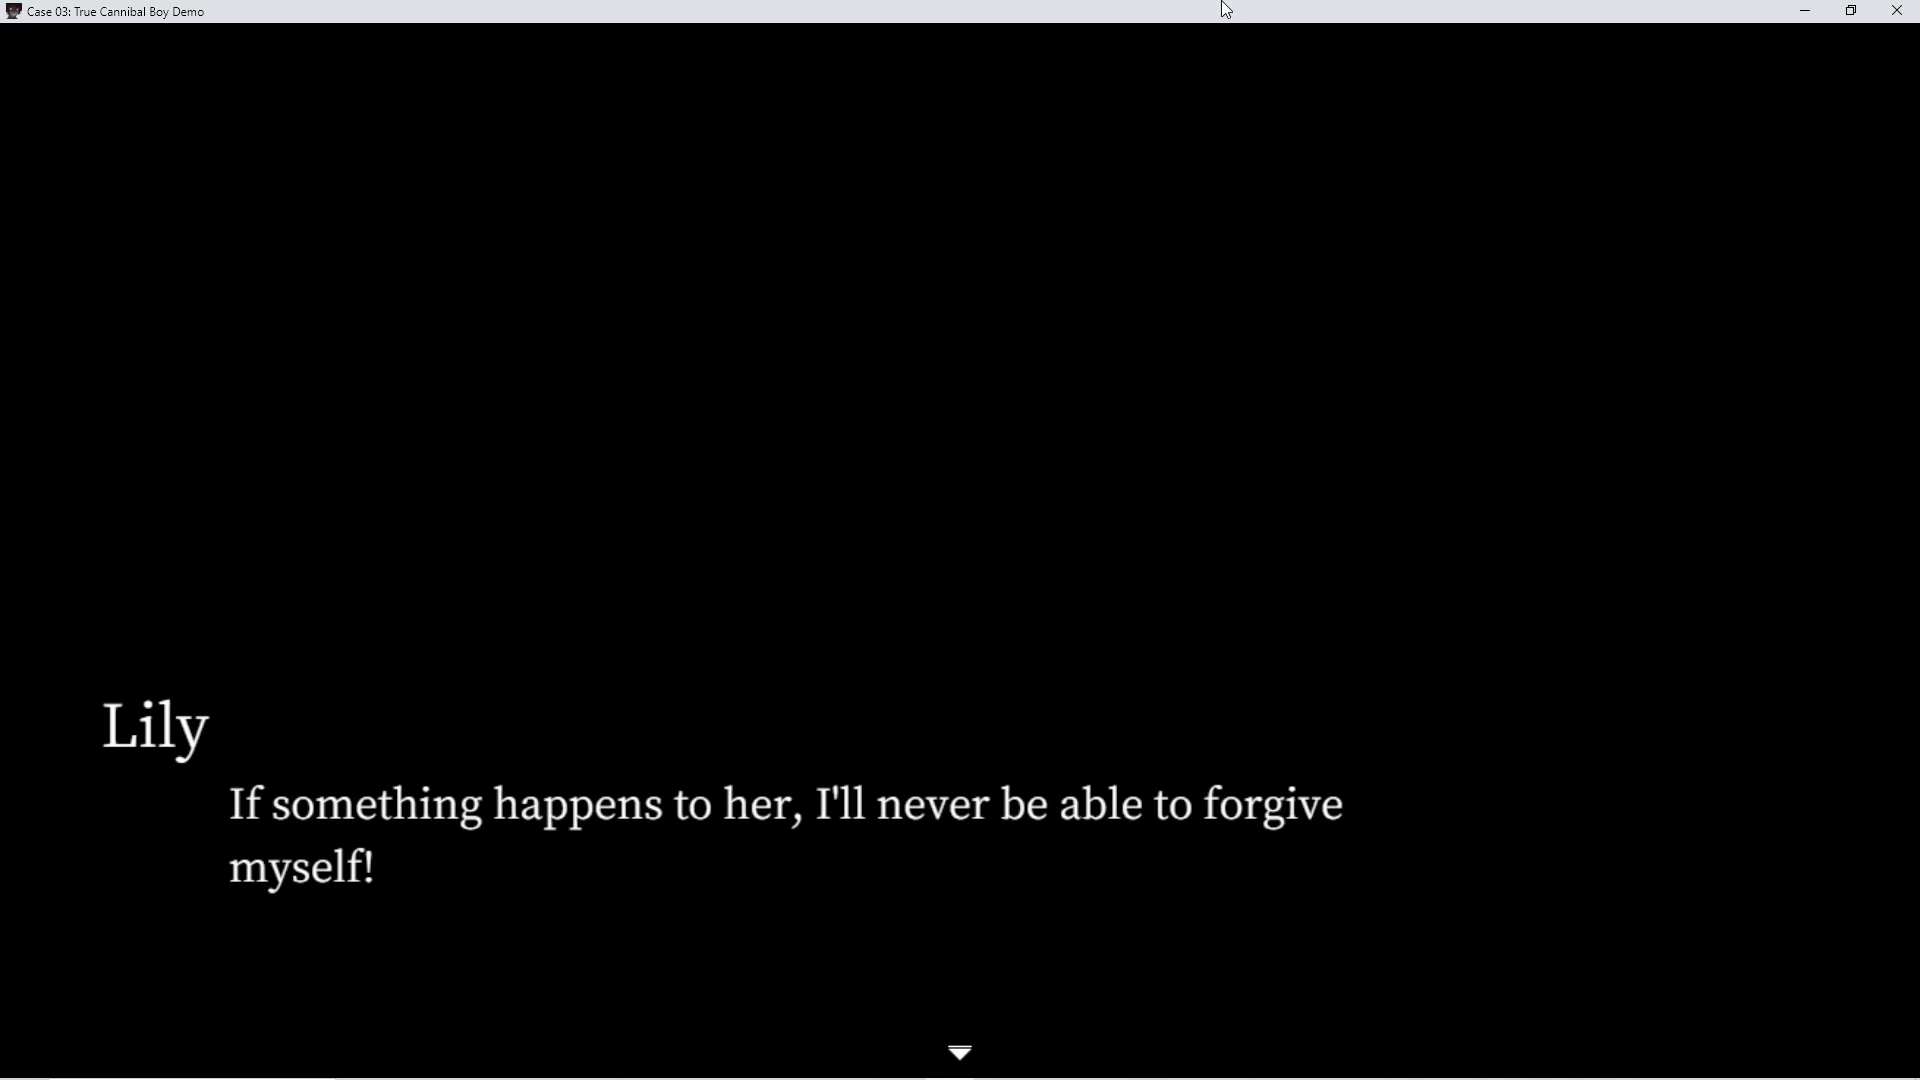 Case 03: True Cannibal Boy Demo
Lily
If something happens to her, I'll never be able to forgive
myself!